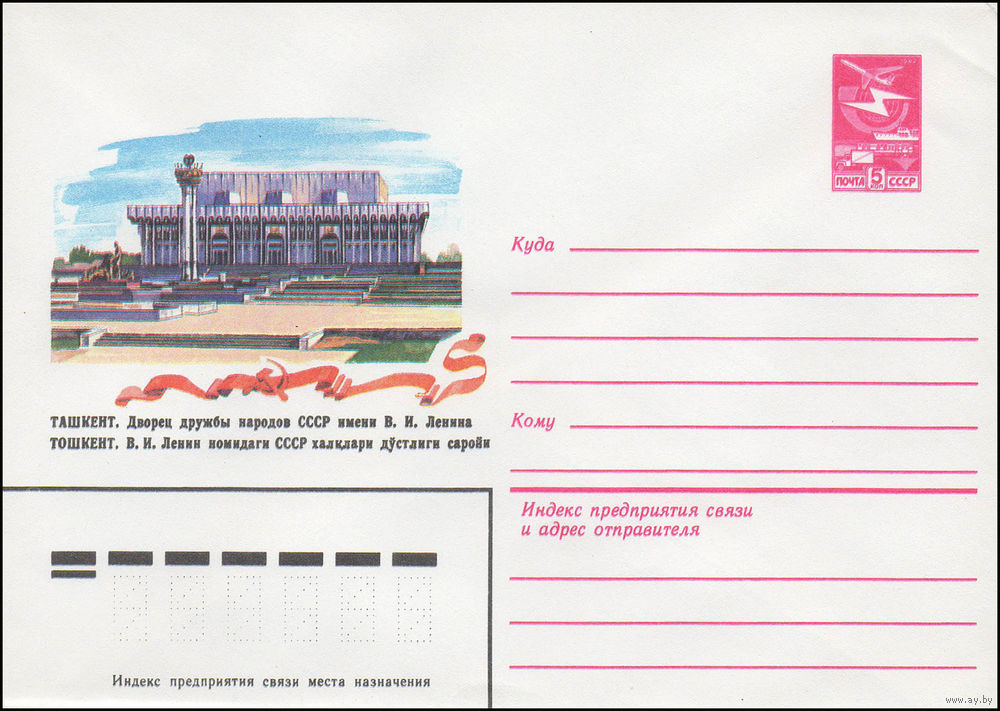 ПОЧТА 5 КОП СССР
Куда
ТАШКЕНТ. Дворец дружбы народов СССР имени В. И. Ленина
ТОШКЕНТ. В. И. Ленин номидаги СССР халқлари дўстлиги саройи
Кому
Индекс предприятия связи
и адрес отправителя
Индекс предприятия связи места назначения
www.ay.by